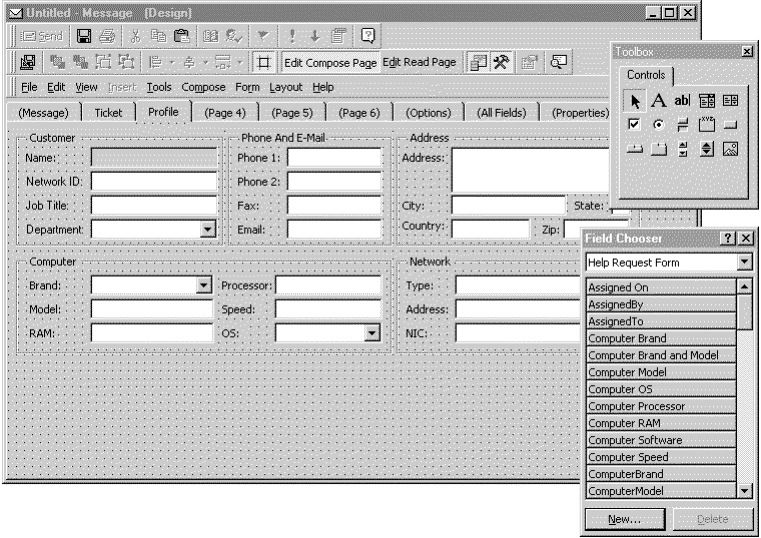 Untitled - Message (Design)
Send
Edit Compose Page Edit Read Page
File Edit View Insert Tools Compose Form Layout Help
(Message) Ticket Profile (Page 4) (Page 5) (Page 6) (Options) (All Fields) (Properties)
Customer
Name:
Network ID:
Job Title:
Department:
Phone And E-Mail
Phone 1:
Phone 2:
Fax:
Email:
Address
Address:
City: State:
Country: Zip:
Computer
Brand: Processor:
Model: Speed:
RAM: OS:
Network
Type:
Address:
NIC:
Toolbox
Controls
A ab
XYZ
Field Chooser
Help Request Form
Assigned On
AssignedBy
AssignedTo
Computer Brand
Computer Brand and Model
Computer Model
Computer OS
Computer Processor
Computer RAM
Computer Software
Computer Speed
ComputerBrand
ComputerModel
New... Delete